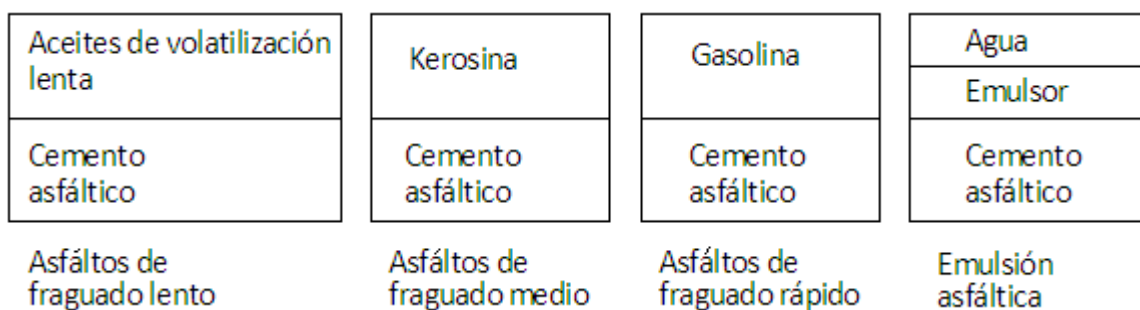 Aceites de volatilización
lenta
Cemento
asfáltico
Asfáltos de
fraguado lento
Kerosina
Cemento
asfáltico
Asfáltos de
fraguado medio
Gasolina
Cemento
asfáltico
Asfáltos de
fraguado rápido
Agua
Emulsor
Cemento
asfáltico
Emulsión
asfáltica